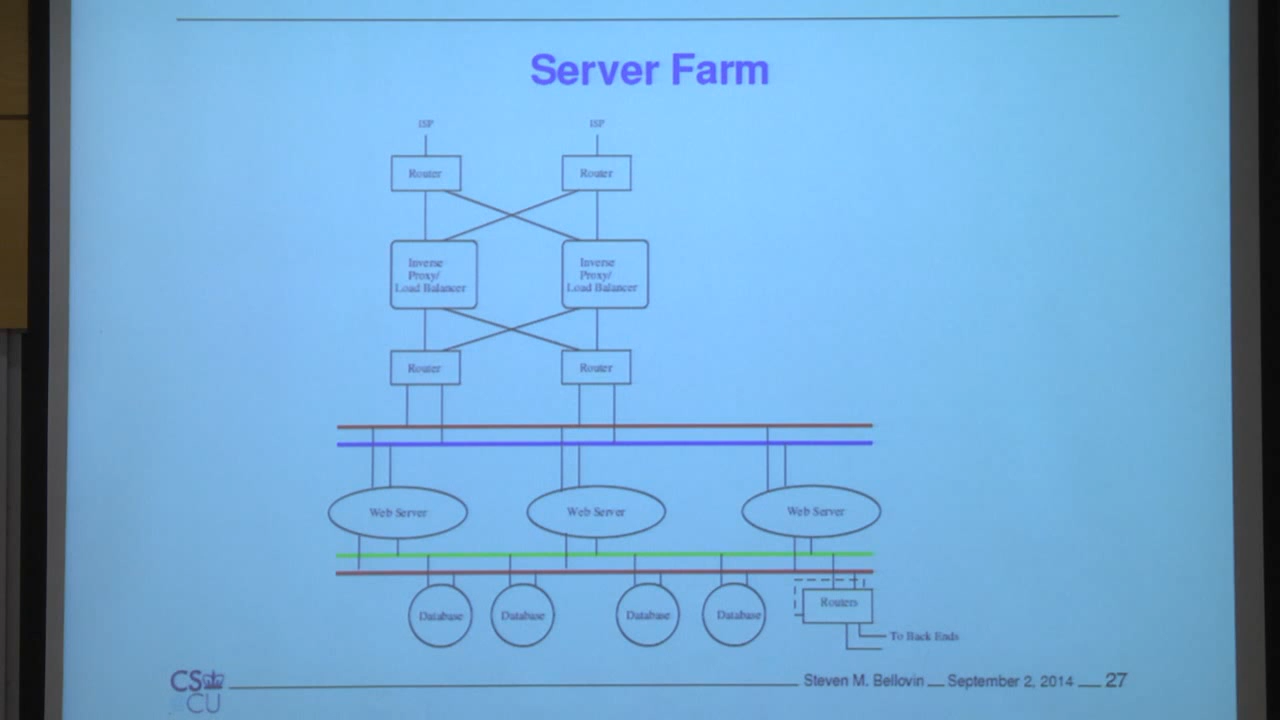 Server Farm
ISP
ISP
Router
Router
Inverse
Proxy/
Load Balancer
Inverse
Proxy/
Load Balancer
Router
Router
Web Server
Web Server
Web Server
Database
Database
Database
Database
Routers
To Back Ends
CS
CU
Steven M. Bellovin
September 2, 2014
27